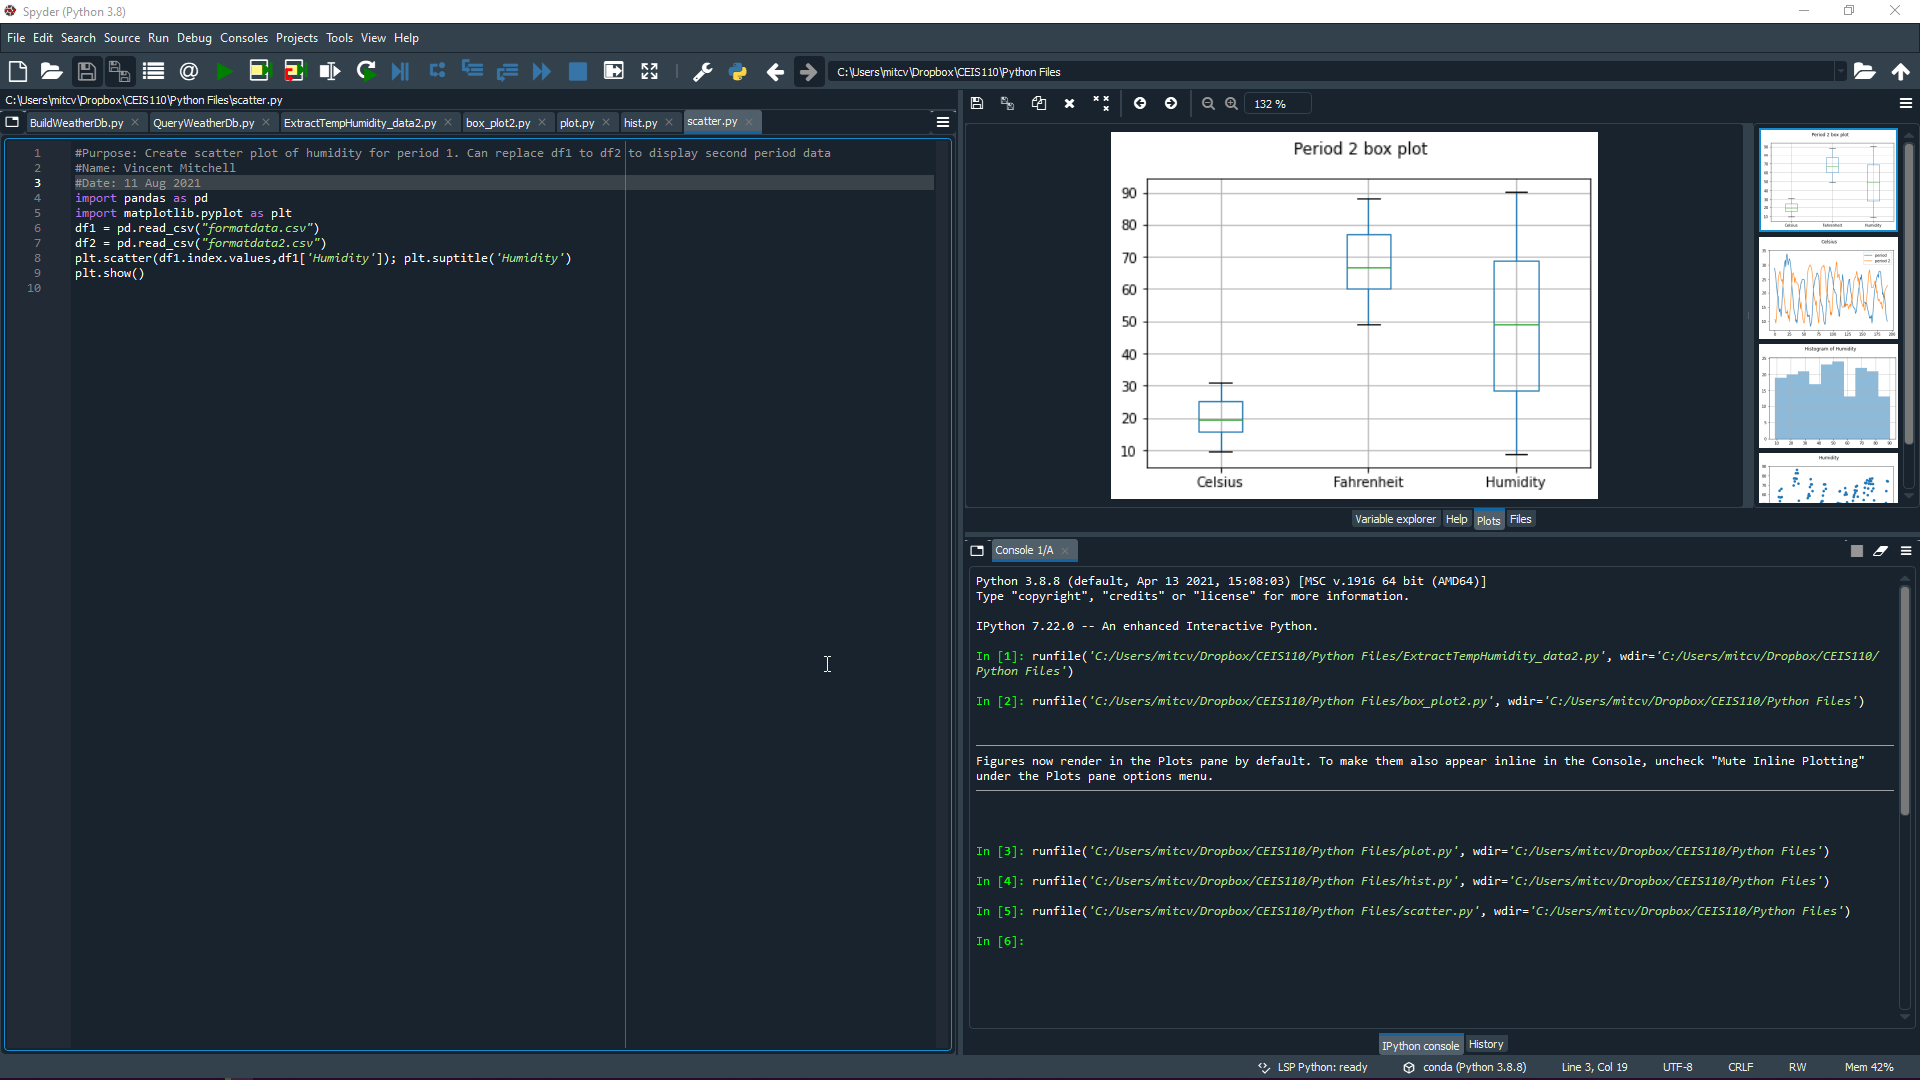 Spyder (Python 3.8)
File Edit Search Source Run Debug Consoles Projects Tools View Help
C:\Users\mitcv\Dropbox\CEIS110\Python Files
C:\Users\mitcv\Dropbox\CEIS110\Python Files\scatter.py
BuildWeatherDb.py QueryWeatherDb.py ExtractTempHumidity_data2.py box_plot2.py plot.py hist.py scatter.py
1 #Purpose: Create scatter plot of humidity for period 1. Can replace df1 to df2 to display second period data
2 #Name: Vincent Mitchell
3 #Date: 11 Aug 2021
4 import pandas as pd
5 import matplotlib.pyplot as plt
6 df1 = pd.read_csv("formatdata.csv")
7 df2 = pd.read_csv("formatdata2.csv")
8 plt.scatter(df1.index.values,df1['Humidity']); plt.suptitle('Humidity')
9 plt.show()
10
132 %
Period 2 box plot
90
80
70
60
50
40
30
20
10
Celsius Fahrenheit Humidity
Period 2 box plot
Celsius Fahrenheit Humidity
Celsius
period
period 2
Histogram of Humidity
Humidity
Variable explorer Help Plots Files
Console 1/A
Python 3.8.8 (default, Apr 13 2021, 15:08:03) [MSC v.1916 64 bit (AMD64)]
Type "copyright", "credits" or "license" for more information.
IPython 7.22.0 -- An enhanced Interactive Python.
In [1]: runfile('C:/Users/mitcv/Dropbox/CEIS110/Python Files/ExtractTempHumidity_data2.py', wdir='C:/Users/mitcv/Dropbox/CEIS110/
Python Files')
In [2]: runfile('C:/Users/mitcv/Dropbox/CEIS110/Python Files/box_plot2.py', wdir='C:/Users/mitcv/Dropbox/CEIS110/Python Files')
Figures now render in the Plots pane by default. To make them also appear inline in the Console, uncheck "Mute Inline Plotting"
under the Plots pane options menu.
In [3]: runfile('C:/Users/mitcv/Dropbox/CEIS110/Python Files/plot.py', wdir='C:/Users/mitcv/Dropbox/CEIS110/Python Files')
In [4]: runfile('C:/Users/mitcv/Dropbox/CEIS110/Python Files/hist.py', wdir='C:/Users/mitcv/Dropbox/CEIS110/Python Files')
In [5]: runfile('C:/Users/mitcv/Dropbox/CEIS110/Python Files/scatter.py', wdir='C:/Users/mitcv/Dropbox/CEIS110/Python Files')
In [6]:
IPython console History
LSP Python: ready conda (Python 3.8.8) Line 3, Col 19 UTF-8 CRLF RW Mem 42%